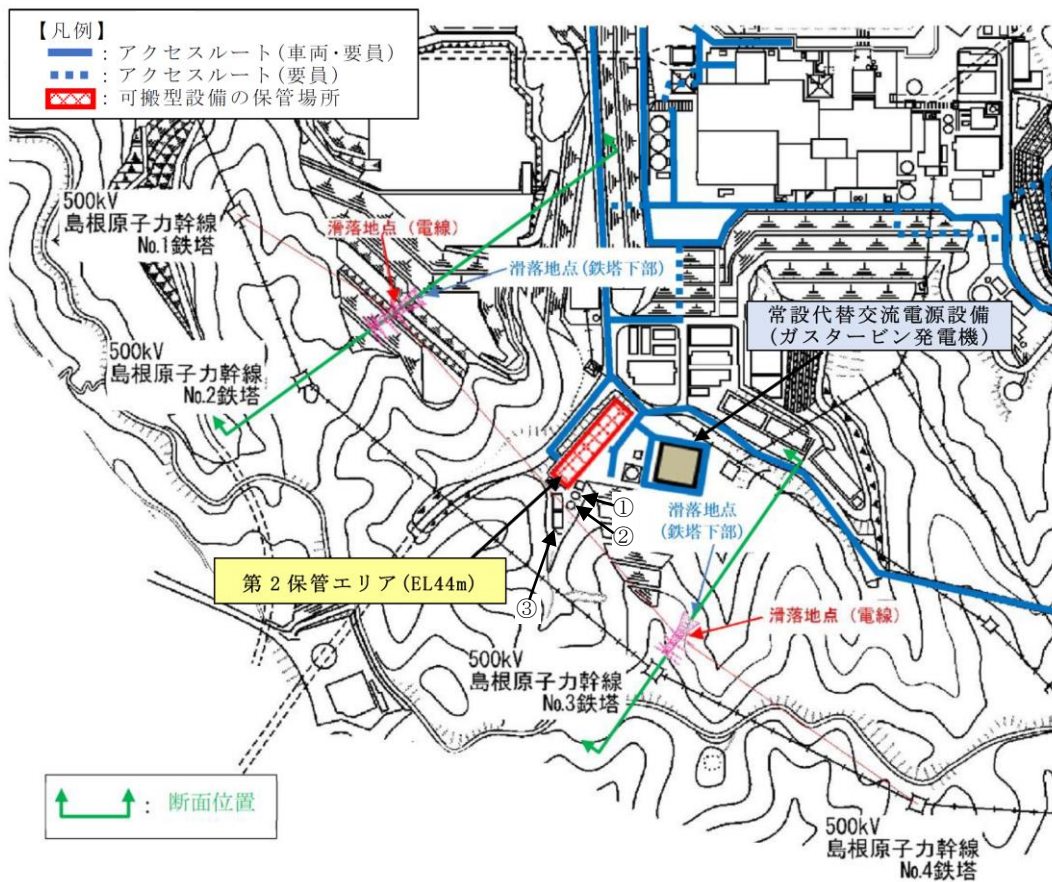 【凡例】
：アクセスルート(車両・要員)
：アクセスルート(要員)
：可搬型設備の保管場所
500kV
島根原子力幹線
No.1鉄塔
滑落地点（電線）
滑落地点(鉄塔下部)
常設代替交流電源設備
(ガスタービン発電機)
500kV
島根原子力幹線
No.2鉄塔
①
②
③
滑落地点
(鉄塔下部)
第2保管エリア(EL44m)
滑落地点（電線）
500kV
島根原子力幹線
No.3鉄塔
：断面位置
500kV
島根原子力幹線
No.4鉄塔